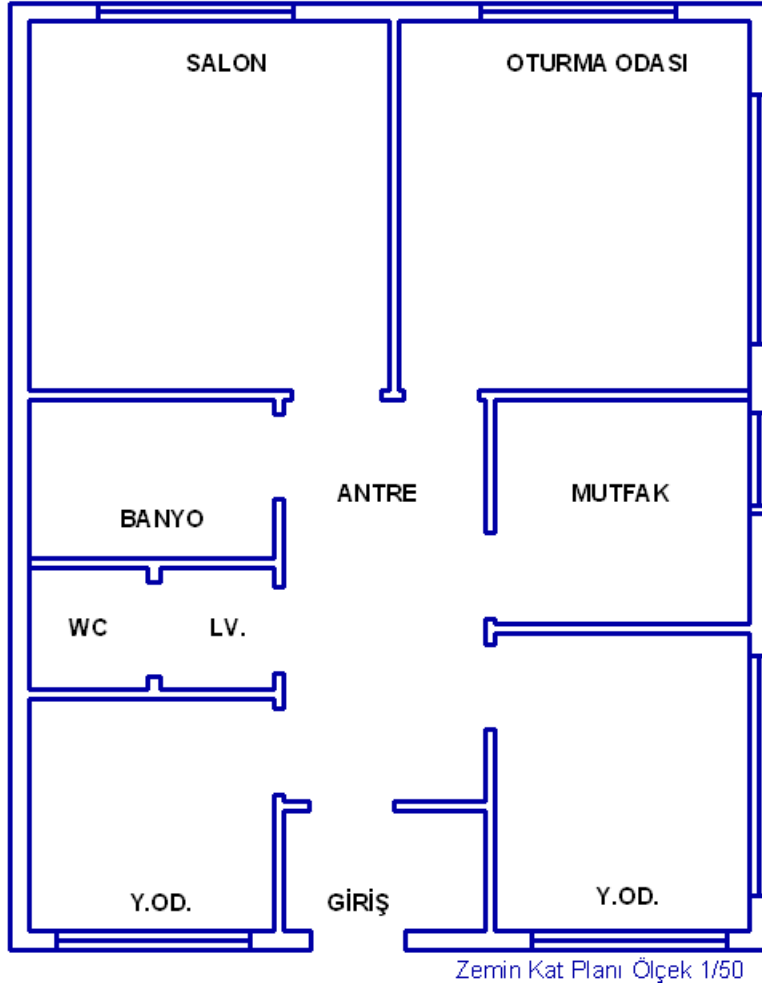 SALON
OTURMA ODASI
ANTRE
MUTFAK
BANYO
WC
LV.
Y.OD.
GİRİŞ
Y.OD.
Zemin Kat Planı Ölçek 1/50